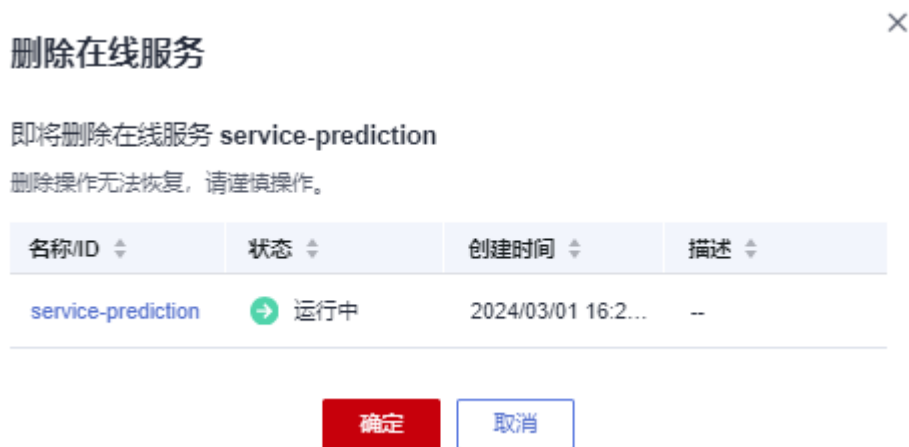 删除在线服务
即将删除在线服务 service-prediction
删除操作无法恢复，请谨慎操作。
名称/ID 状态 创建时间 描述
service-prediction 运行中 2024/03/01 16:2... --
确定 取消